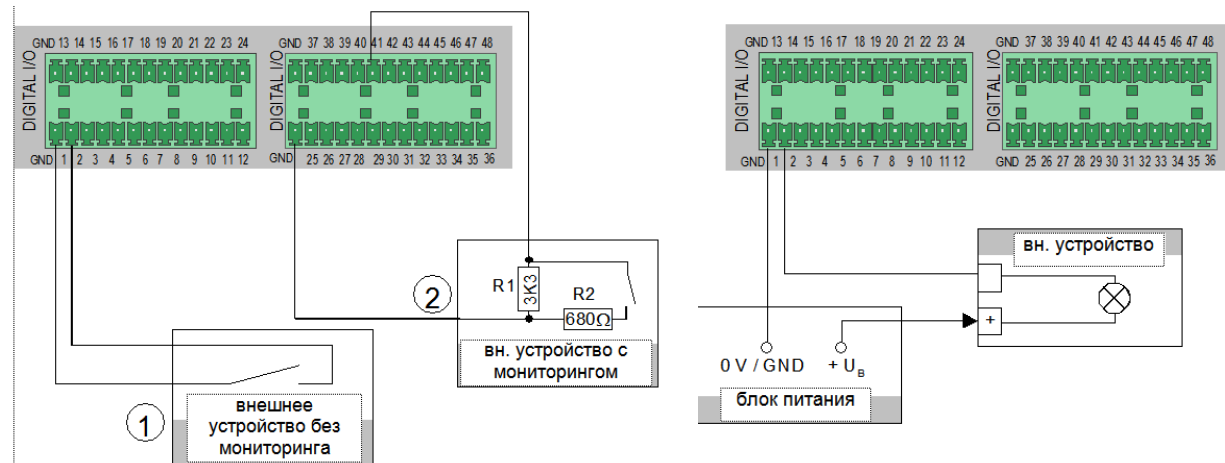 GND 13 14 15 16 17 18 19 20 21 22 23 24
GND 37 38 39 40 41 42 43 44 45 46 47 48
DIGITAL I/O
DIGITAL I/O
GND 1 2 3 4 5 6 7 8 9 10 11 12
GND 25 26 27 28 29 30 31 32 33 34 35 36
2
R1
3K3
R2
680Ω
вн. устройство с
мониторингом
1
внешнее
устройство без
мониторинга
GND 13 14 15 16 17 18 19 20 21 22 23 24
GND 37 38 39 40 41 42 43 44 45 46 47 48
DIGITAL I/O
DIGITAL I/O
GND 1 2 3 4 5 6 7 8 9 10 11 12
GND 25 26 27 28 29 30 31 32 33 34 35 36
вн. устройство
+
0 V / GND + U_B
блок питания